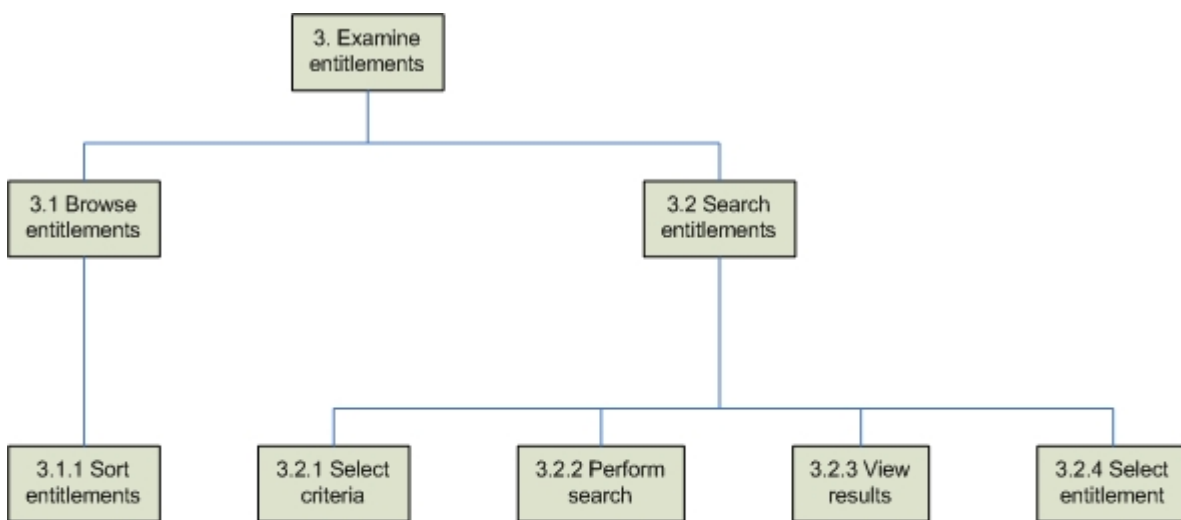 3. Examine
entitlements
3.1 Browse
entitlements
3.2 Search
entitlements
3.1.1 Sort
entitlements
3.2.1 Select
criteria
3.2.2 Perform
search
3.2.3 View
results
3.2.4 Select
entitlement